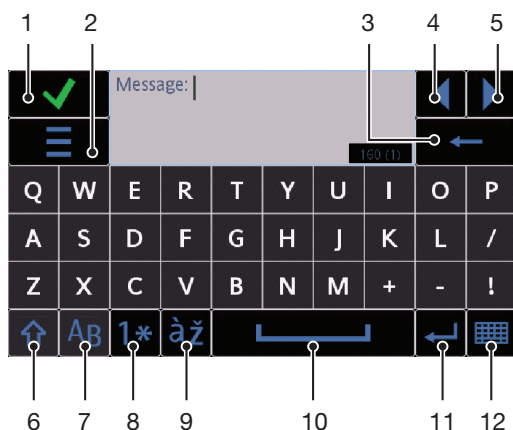 1 2 3 4 5
Message:
160 (1)
Q W E R T Y U I O P
A S D F G H J K L /
Z X C V B N M + - !
AB 1* àž
6 7 8 9 10 11 12